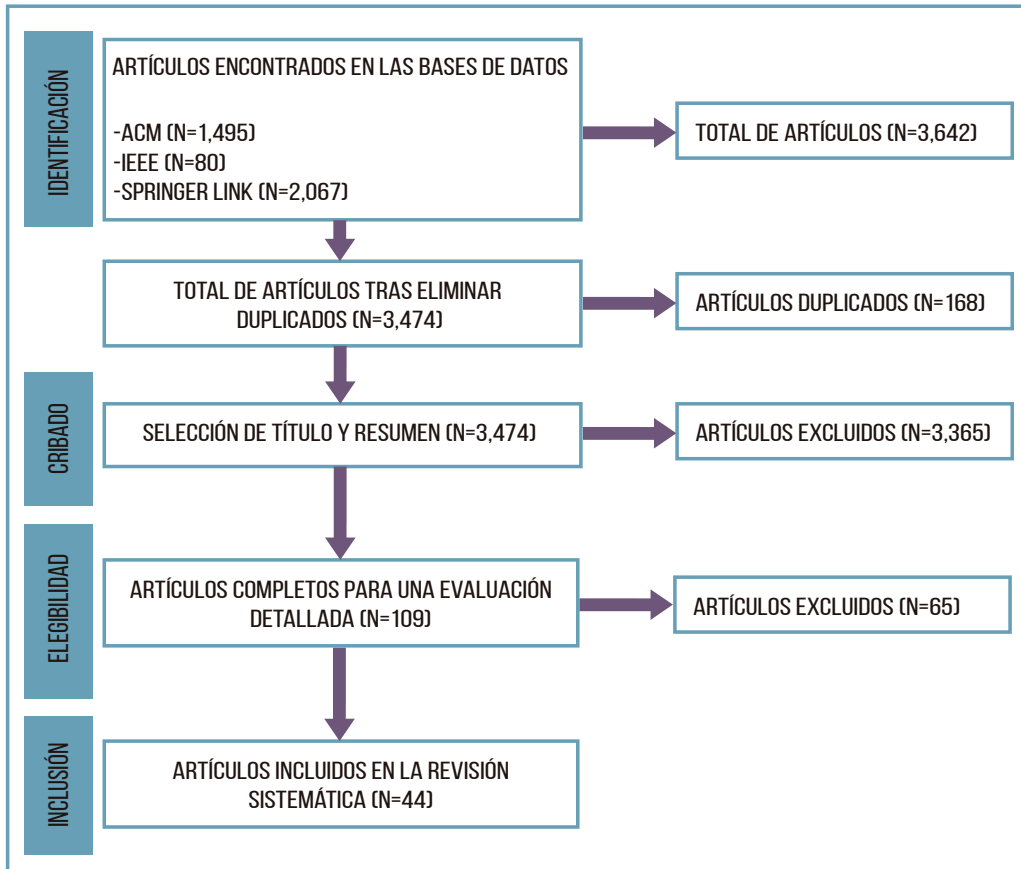 IDENTIFICACIÓN
ARTÍCULOS ENCONTRADOS EN LAS BASES DE DATOS
-ACM (N=1,495)
-IEEE (N=80)
-SPRINGER LINK (N=2,067)
TOTAL DE ARTÍCULOS (N=3,642)
TOTAL DE ARTÍCULOS TRAS ELIMINAR
DUPLICADOS (N=3,474)
ARTÍCULOS DUPLICADOS (N=168)
CRIBADO
SELECCIÓN DE TÍTULO Y RESUMEN (N=3,474)
ARTÍCULOS EXCLUIDOS (N=3,365)
ELEGIBILIDAD
ARTÍCULOS COMPLETOS PARA UNA EVALUACIÓN
DETALLADA (N=109)
ARTÍCULOS EXCLUIDOS (N=65)
INCLUSIÓN
ARTÍCULOS INCLUIDOS EN LA REVISIÓN
SISTEMÁTICA (N=44)